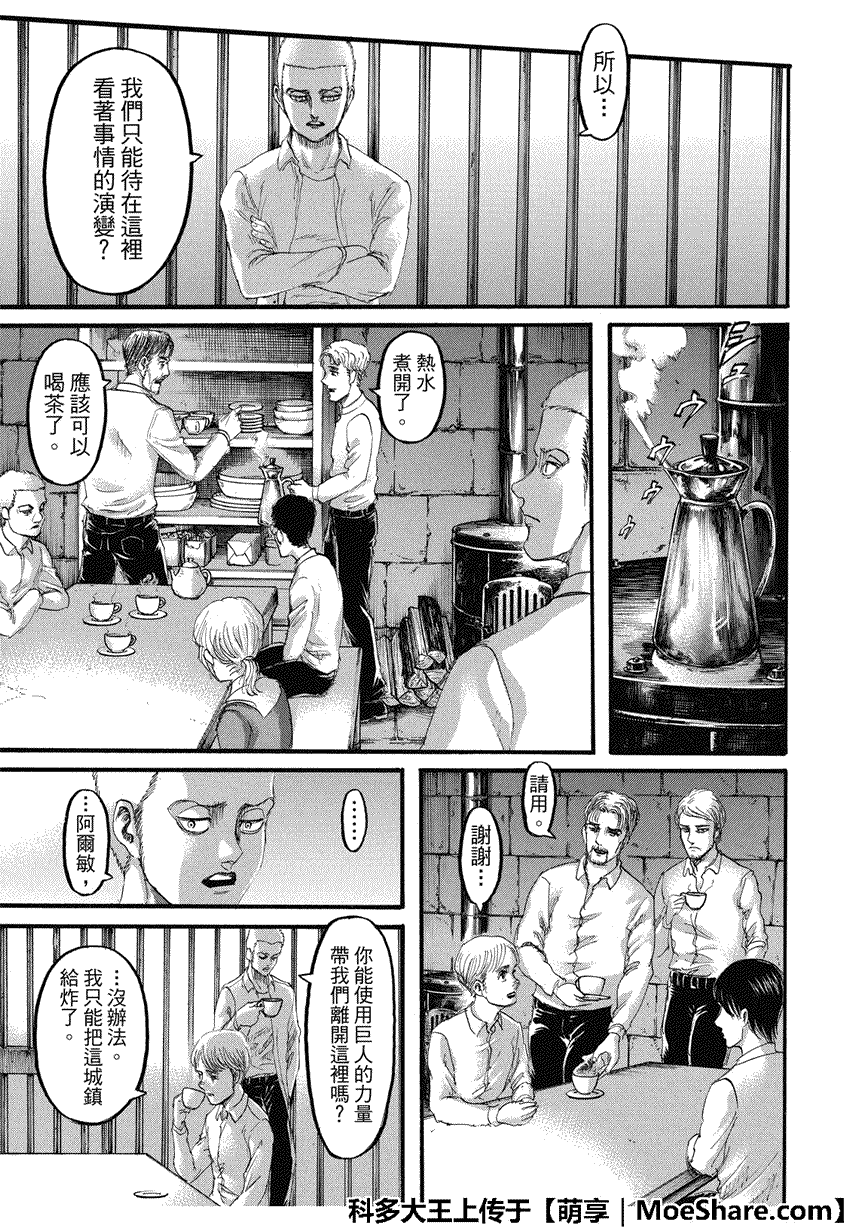 所以…
我們只能待在這裡
看著事情的演變？
ウ
ウ
ウ
熱水
煮開了。
應該可以
喝茶了。
請用。
謝謝…
……
…阿爾敏，
你能使用巨人的力量
帶我們離開這裡嗎？
…沒辦法。
我只能把這城鎮
給炸了。
科多大王上传于【萌享｜MoeShare.com】